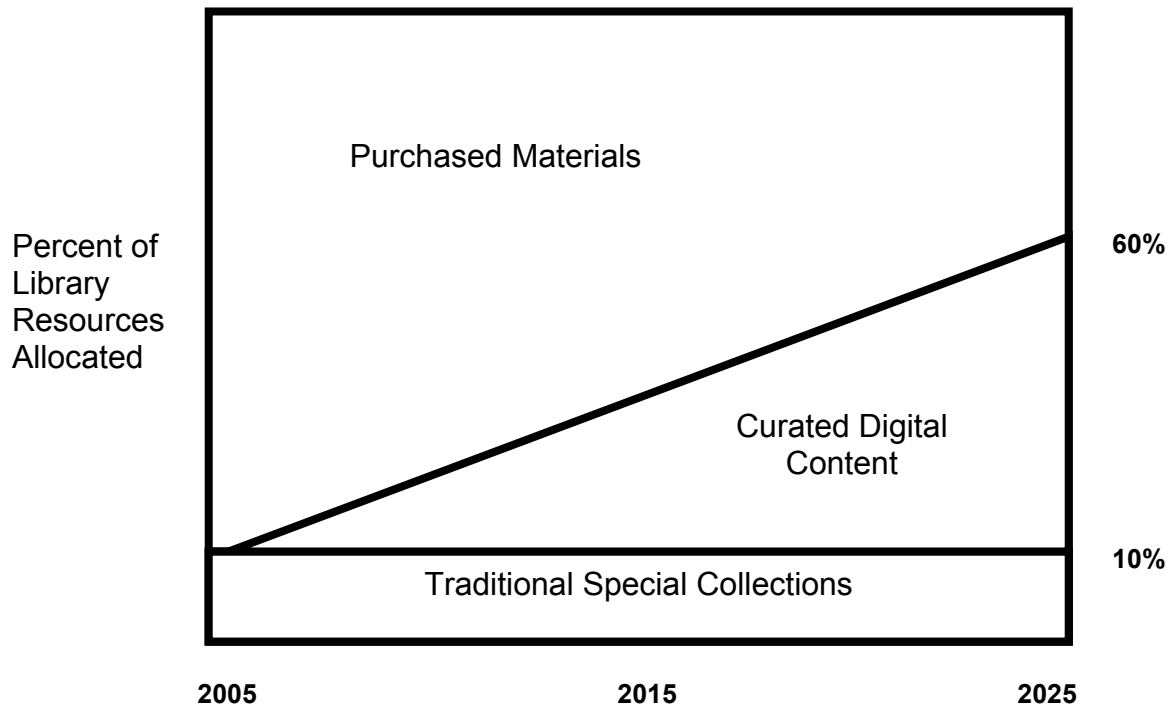 Purchased Materials
Percent of
Library
Resources
Allocated
60%
Curated Digital
Content
10%
Traditional Special Collections
2005
2015
2025